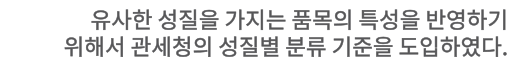 유사한 성질을 가지는 품목의 특성을 반영하기
위해서 관세청의 성질별 분류 기준을 도입하였다.